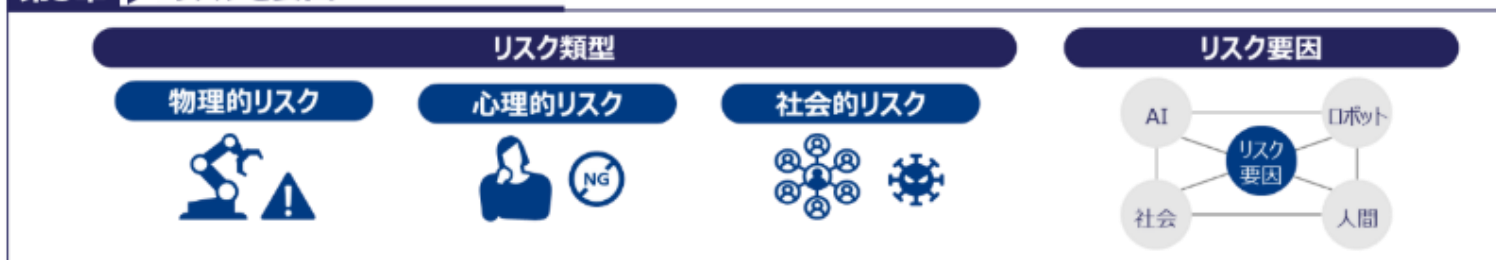 リスク類型
リスク要因
物理的リスク
心理的リスク
社会的リスク
NG
AI
ロボット
リスク
要因
社会
人間